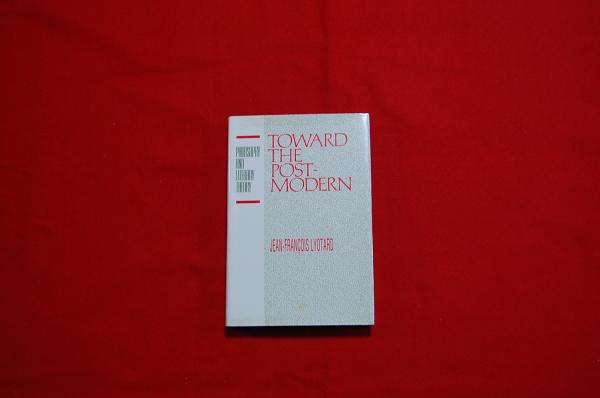 PHILOSOPHY
AND
LITERARY
THEORY
TOWARD
THE
POST-
MODERN
JEAN-FRANÇOIS LYOTARD